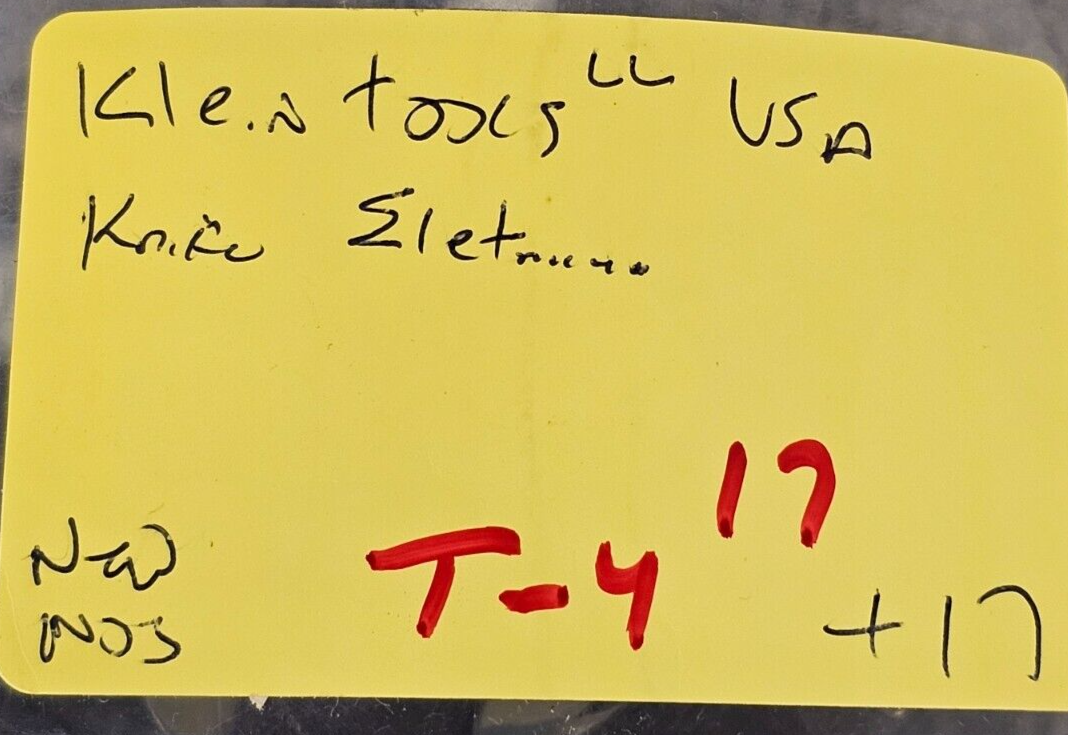 Klein tools " USA
Knife Elet
17
T-4
New
NOS
+17